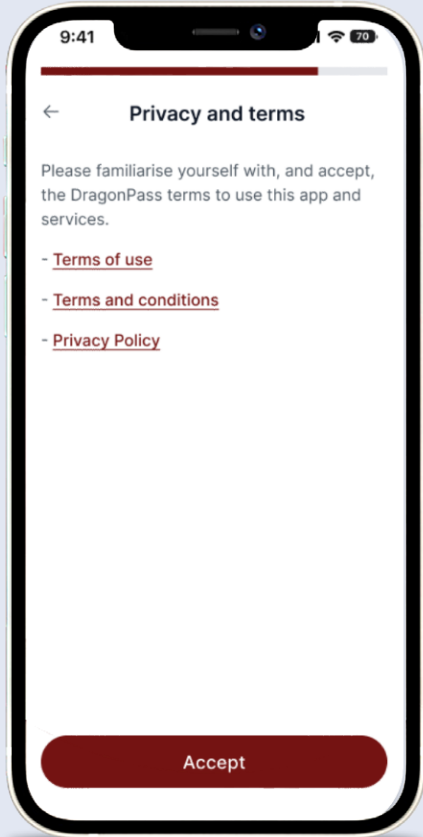 9:41
70
Privacy and terms
Please familiarise yourself with, and accept,
the DragonPass terms to use this app and
services.
- Terms of use
- Terms and conditions
- Privacy Policy
Accept